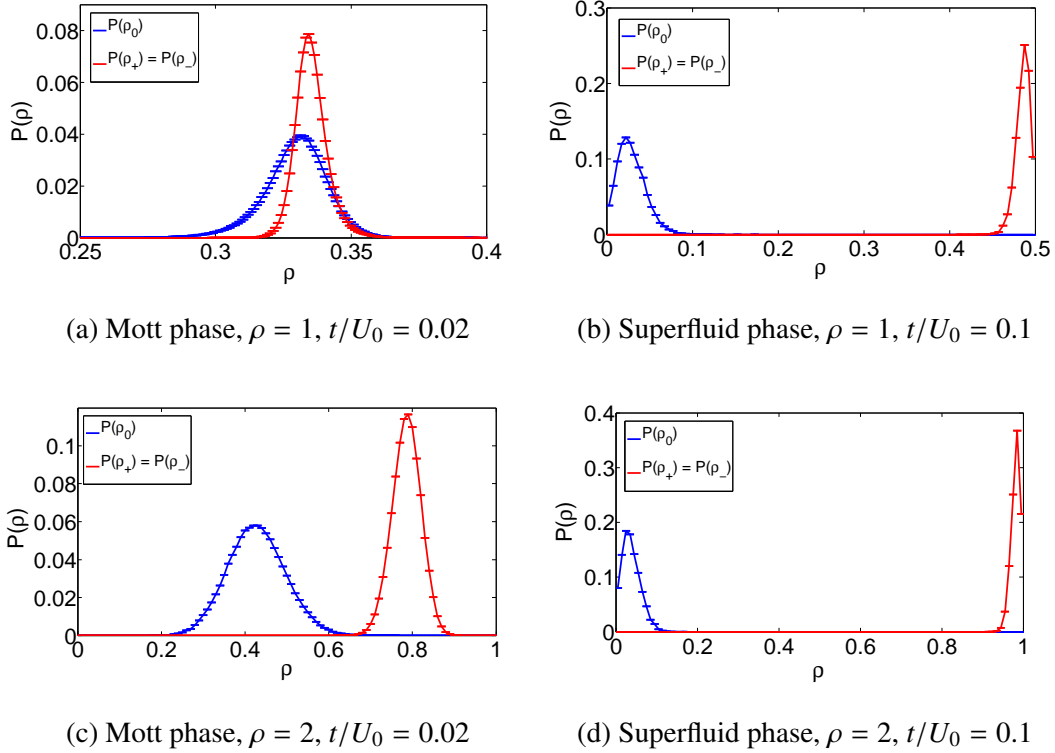 0.08
0.06
0.04
0.02
0
P(ρ)
P(ρ₀)
P(ρ₊) = P(ρ₋)
0.25
0.3
0.35
0.4
ρ
(a) Mott phase, ρ = 1, t/U₀ = 0.02
0.3
0.2
0.1
0
P(ρ)
P(ρ₀)
P(ρ₊) = P(ρ₋)
0
0.1
0.2
0.3
0.4
0.5
ρ
(b) Superfluid phase, ρ = 1, t/U₀ = 0.1
0.1
0.08
0.06
0.04
0.02
0
P(ρ)
P(ρ₀)
P(ρ₊) = P(ρ₋)
0
0.2
0.4
0.6
0.8
1
ρ
(c) Mott phase, ρ = 2, t/U₀ = 0.02
0.4
0.3
0.2
0.1
0
P(ρ)
P(ρ₀)
P(ρ₊) = P(ρ₋)
0
0.2
0.4
0.6
0.8
1
ρ
(d) Superfluid phase, ρ = 2, t/U₀ = 0.1